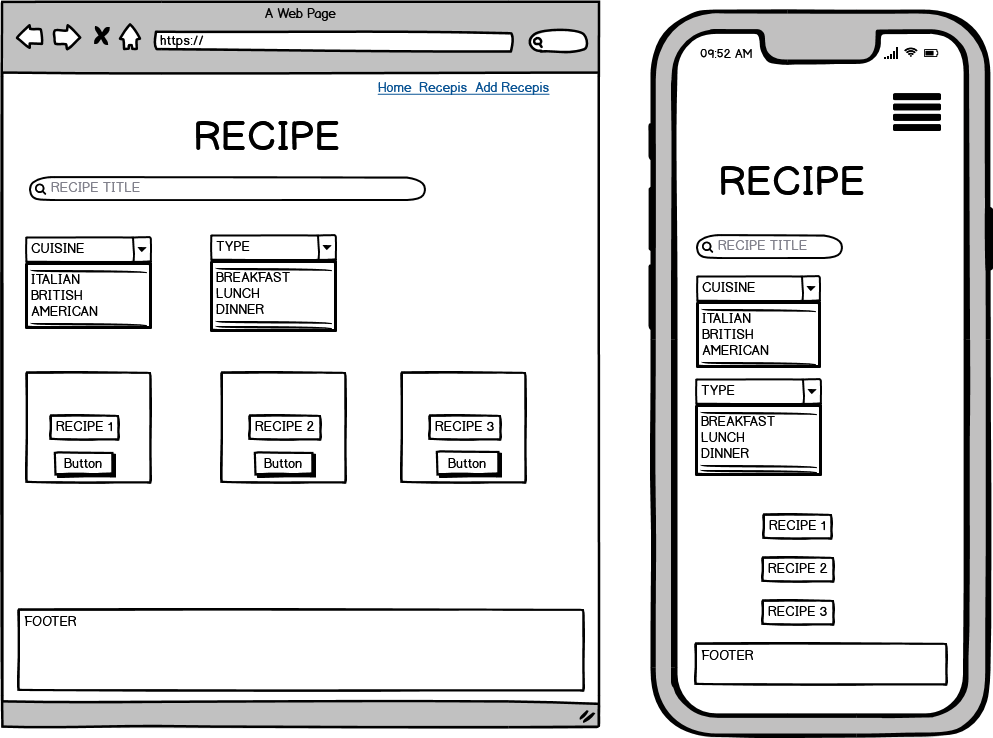 A Web Page
https://
Home Recepis Add Recepis
RECIPE
RECIPE TITLE
CUISINE
ITALIAN
BRITISH
AMERICAN
TYPE
BREAKFAST
LUNCH
DINNER
RECIPE 1
Button
RECIPE 2
Button
RECIPE 3
Button
FOOTER
09:52 AM
RECIPE
RECIPE TITLE
CUISINE
ITALIAN
BRITISH
AMERICAN
TYPE
BREAKFAST
LUNCH
DINNER
RECIPE 1
RECIPE 2
RECIPE 3
FOOTER